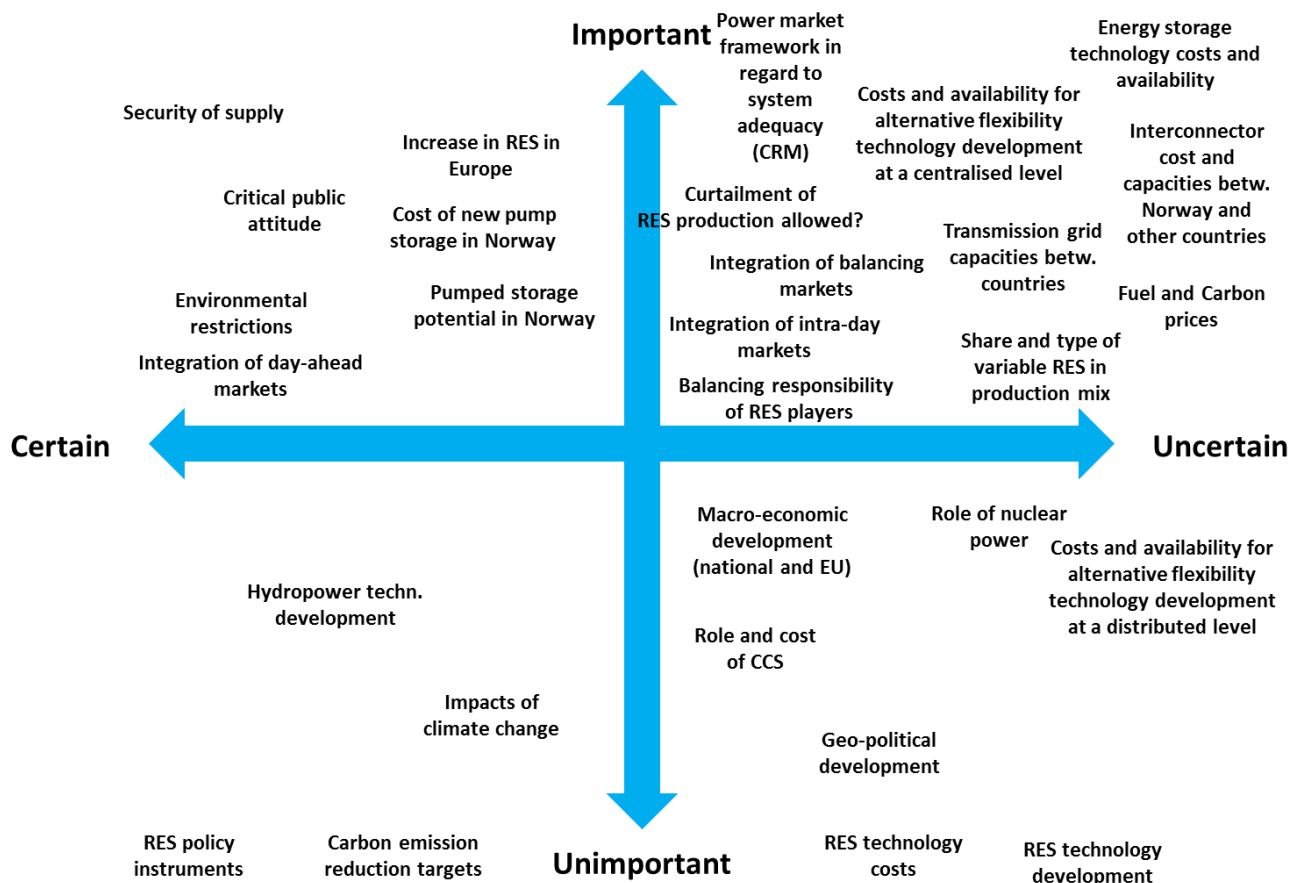 Important
Power market
framework in
regard to
system
adequacy
(CRM)
Energy storage
technology costs and
availability
Security of supply
Costs and availability for
alternative flexibility
technology development
at a centralised level
Interconnector
cost and
capacities betw.
Norway and
other countries
Increase in RES in
Europe
Critical public
attitude
Cost of new pump
storage in Norway
Curtailment of
RES production allowed?
Transmission grid
capacities betw.
countries
Integration of balancing
markets
Environmental
restrictions
Pumped storage
potential in Norway
Fuel and Carbon
prices
Integration of intra-day
markets
Share and type of
variable RES in
production mix
Integration of day-ahead
markets
Balancing responsibility
of RES players
Certain
Uncertain
Macro-economic
development
(national and EU)
Role of nuclear
power
Costs and availability for
alternative flexibility
technology development
at a distributed level
Hydropower techn.
development
Role and cost
of CCS
Impacts of
climate change
Geo-political
development
RES policy
instruments
Carbon emission
reduction targets
Unimportant
RES technology
costs
RES technology
development